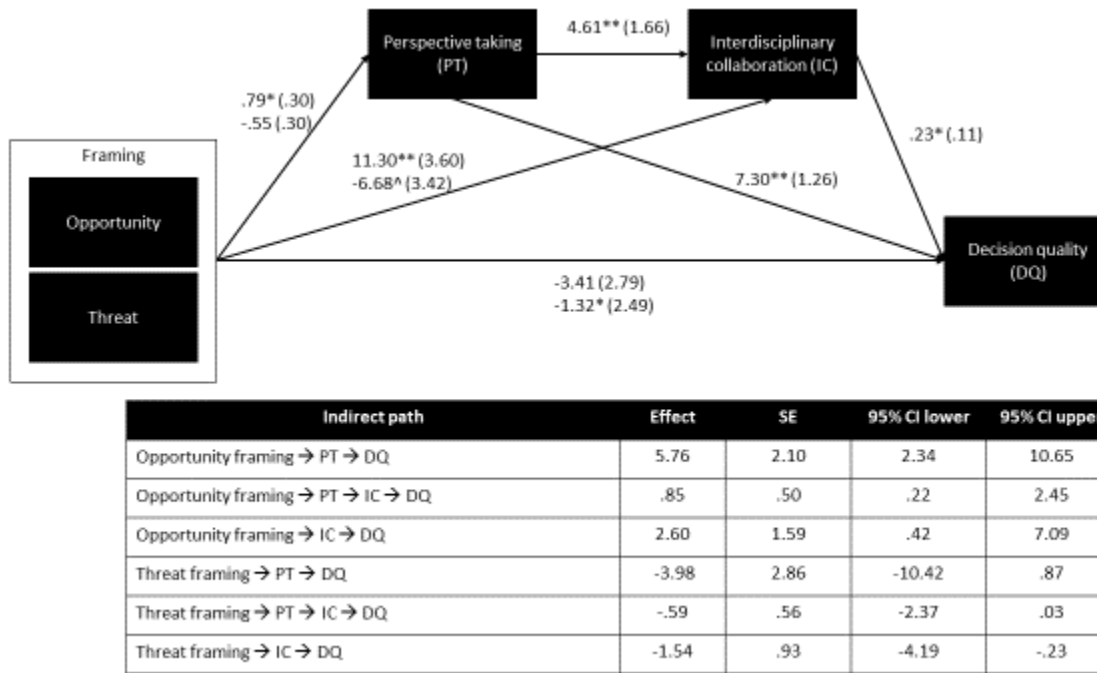 4.61** (1.66)
Perspective taking
(PT)
Interdisciplinary
collaboration (IC)
.79* (.30)
-.55 (.30)
.23* (.11)
Framing
11.30** (3.60)
-6.68^ (3.42)
7.30** (1.26)
Opportunity
Decision quality
(DQ)
-3.41 (2.79)
-1.32* (2.49)
Threat
Indirect path Effect SE 95% CI lower 95% CI uppe
Opportunity framing → PT → DQ 5.76 2.10 2.34 10.65
Opportunity framing → PT → IC → DQ .85 .50 .22 2.45
Opportunity framing → IC → DQ 2.60 1.59 .42 7.09
Threat framing → PT → DQ -3.98 2.86 -10.42 .87
Threat framing → PT → IC → DQ -.59 .56 -2.37 .03
Threat framing → IC → DQ -1.54 .93 -4.19 -.23